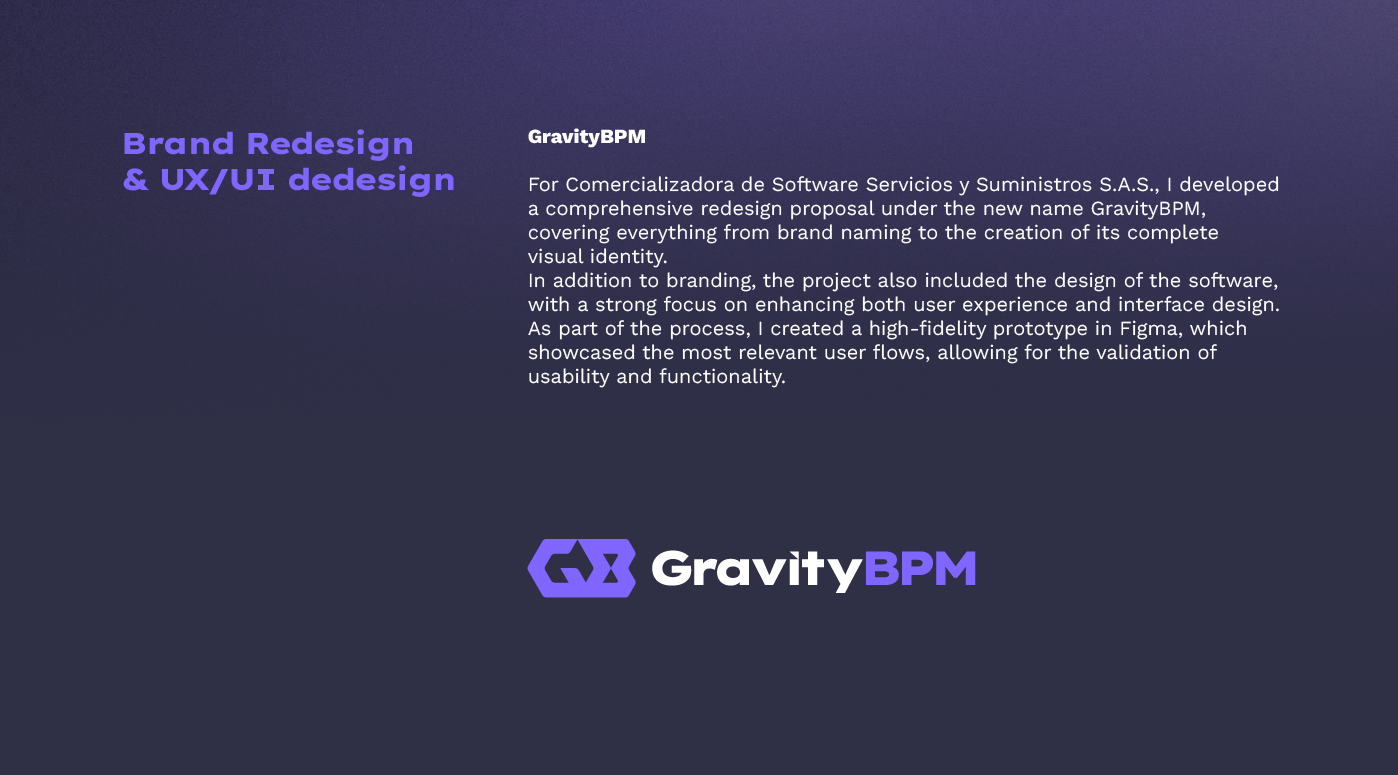 Brand Redesign
& UX/UI dedesign
GravityBPM
For Comercializadora de Software Servicios y Suministros S.A.S., I developed
a comprehensive redesign proposal under the new name GravityBPM,
covering everything from brand naming to the creation of its complete
visual identity.
In addition to branding, the project also included the design of the software,
with a strong focus on enhancing both user experience and interface design.
As part of the process, I created a high-fidelity prototype in Figma, which
showcased the most relevant user flows, allowing for the validation of
usability and functionality.
GB GravityBPM